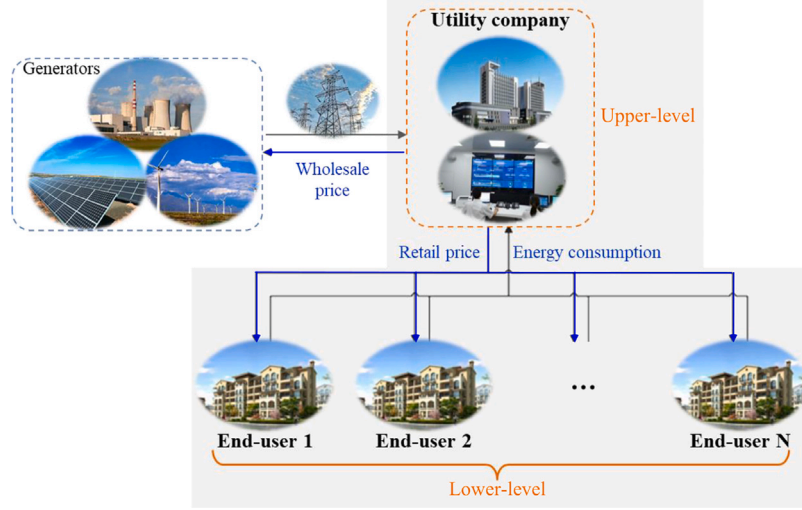 Utility company
Generators
Upper-level
Wholesale
price
Retail price
Energy consumption
...
End-user 1
End-user 2
End-user N
Lower-level